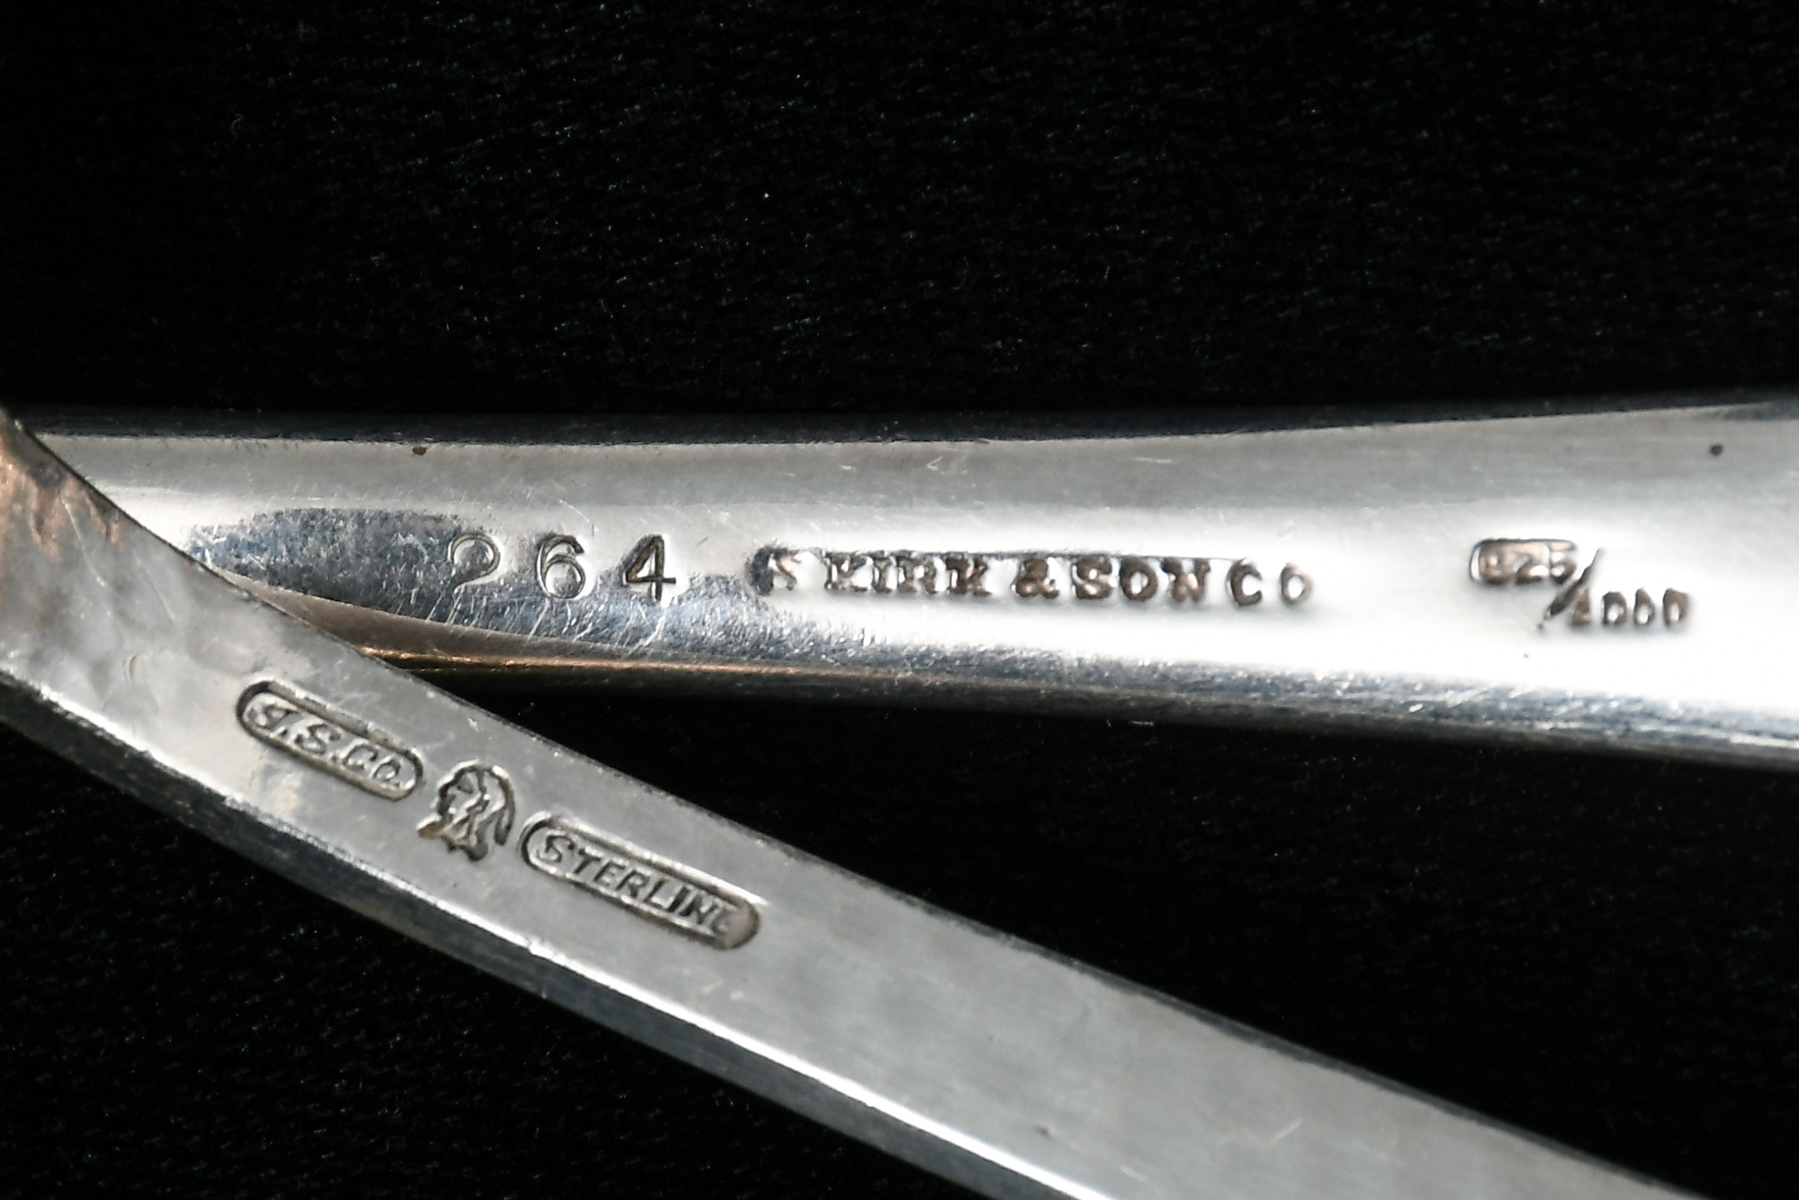 264 S KIRK & SON CO 925/1000
J.S.CO. STERLING